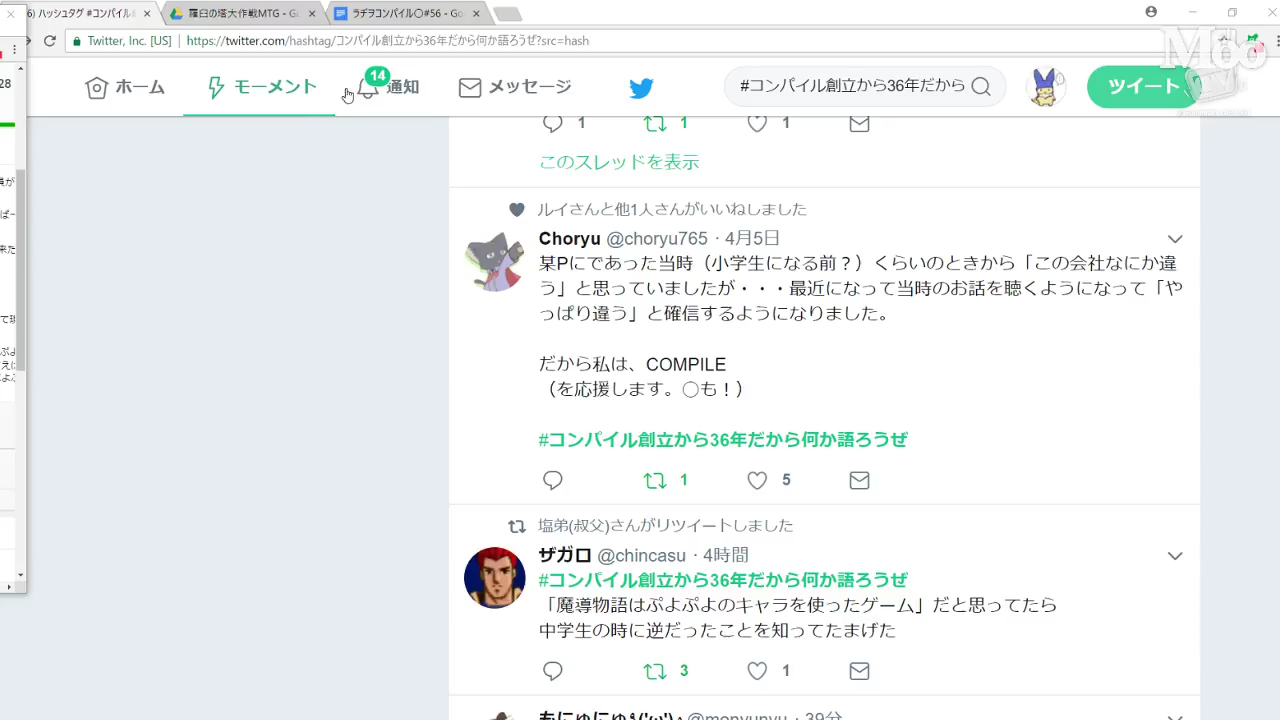 6) ハッシュタグ #コンパイル創
羅臼の塔大作戦MTG - Go
ラヂヲコンパイル〇#56 - Go
Twitter, Inc. [US]
https://twitter.com/hashtag/コンパイル創立から36年だから何か語ろうぜ?src=hash
Moo
28
ホーム
モーメント
14
通知
メッセージ
#コンパイル創立から36年だから
ツイート
1 1 1
このスレッドを表示
ルイさんと他1人さんがいいねしました
Choryu @choryu765 · 4月5日
某Pにであった当時（小学生になる前？）くらいのときから「この会社なにか違
う」と思っていましたが・・・最近になって当時のお話を聴くようになって「や
っぱり違う」と確信するようになりました。
だから私は、COMPILE
（を応援します。〇も！）
#コンパイル創立から36年だから何か語ろうぜ
1 5
塩弟(叔父)さんがリツイートしました
ザガロ @chincasu · 4時間
#コンパイル創立から36年だから何か語ろうぜ
「魔導物語はぷよぷよのキャラを使ったゲーム」だと思ってたら
中学生の時に逆だったことを知ってたまげた
3 1